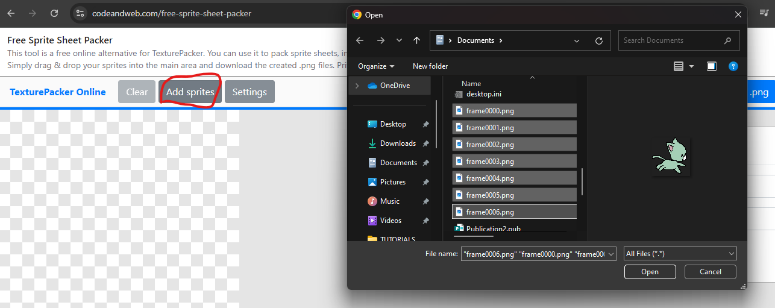 codeandweb.com/free-sprite-sheet-packer
Free Sprite Sheet Packer
This tool is a free online alternative for TexturePacker. You can use it to pack sprite sheets, in
Simply drag & drop your sprites into the main area and download the created .png files. Pri
TexturePacker Online
Clear
Add sprites
Settings
.png
Open
Documents
Search Documents
Organize
New folder
OneDrive
Desktop
Downloads
Documents
Pictures
Music
Videos
TUTORIALS
Name
desktop.ini
frame0000.png
frame0001.png
frame0002.png
frame0003.png
frame0004.png
frame0005.png
frame0006.png
Publication2.pub
File name:
"frame0006.png" "frame0000.png" "frame00
All Files (*.*)
Open
Cancel